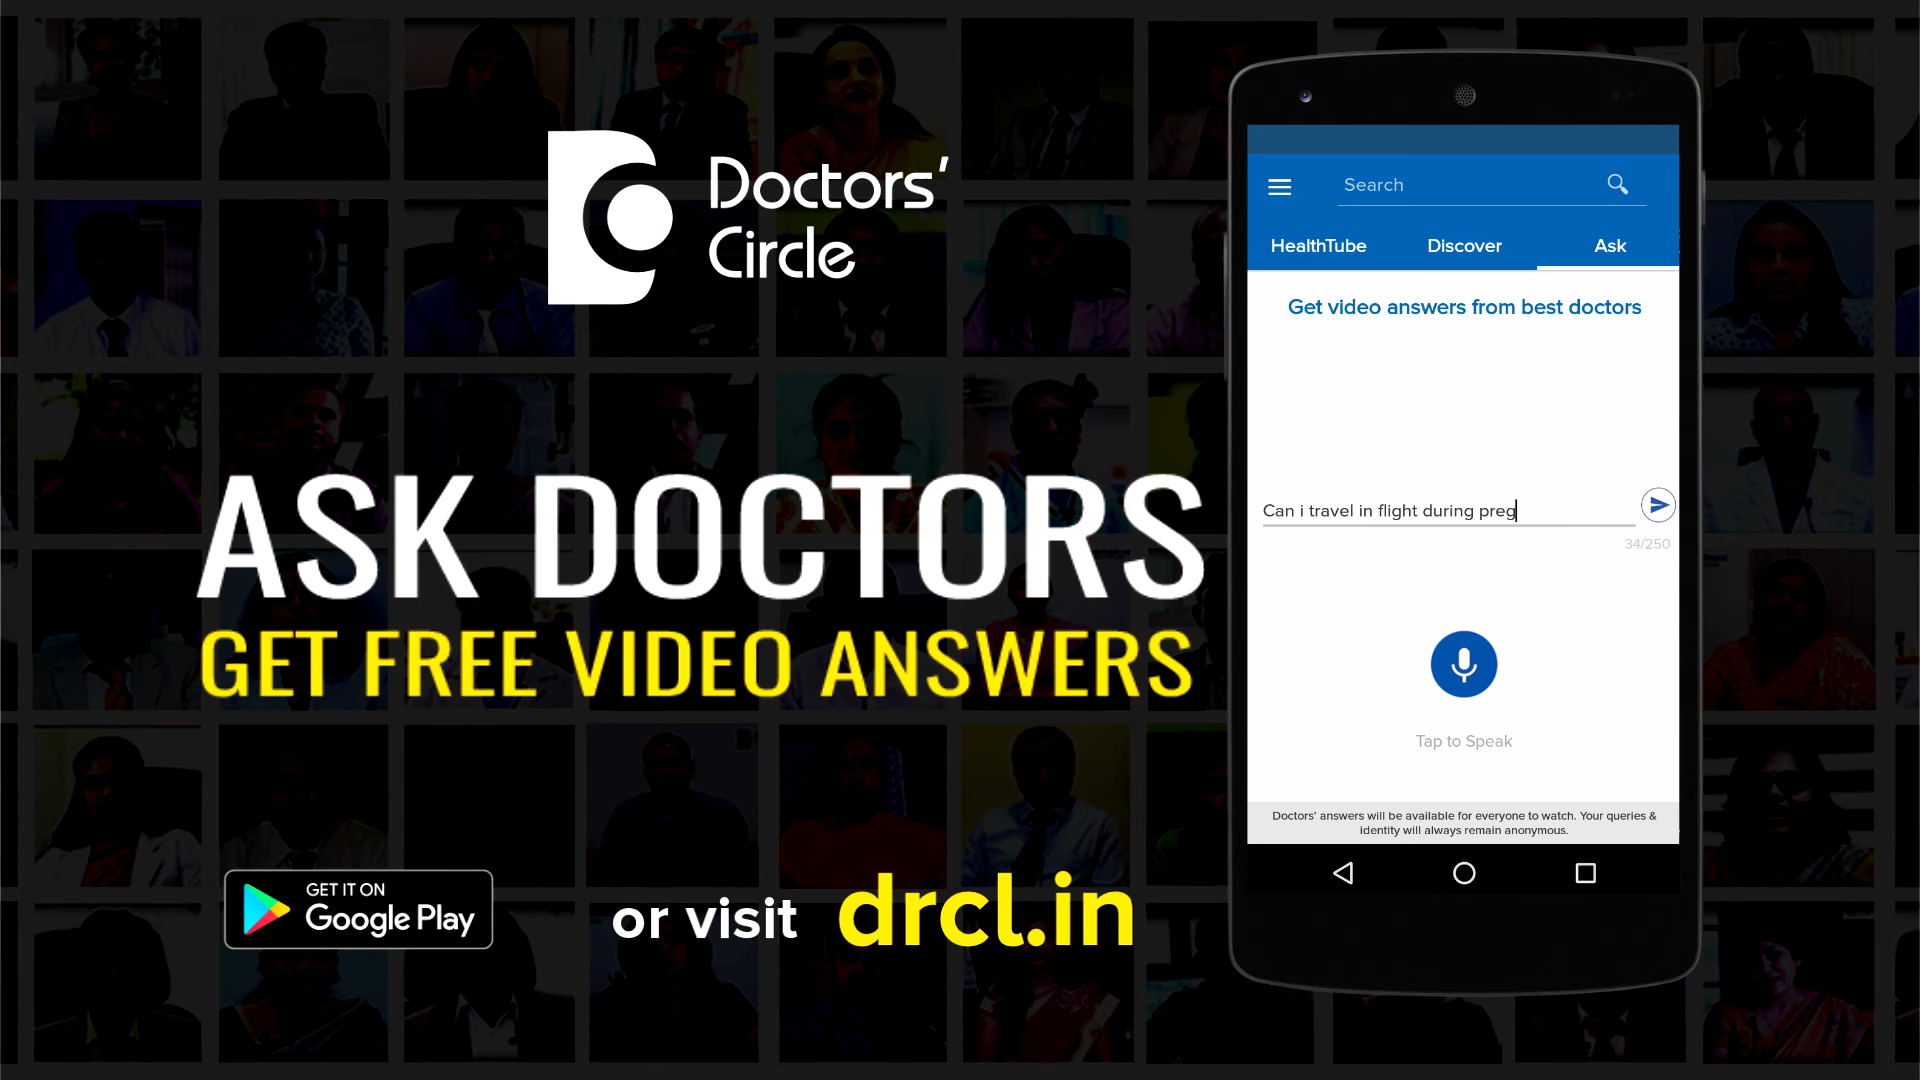 Doctors'
Circle
ASK DOCTORS
GET FREE VIDEO ANSWERS
GET IT ON
Google Play
or visit drcl.in
Search
HealthTube Discover Ask
Get video answers from best doctors
Can i travel in flight during preg
34/250
Tap to Speak
Doctors' answers will be available for everyone to watch. Your queries &
identity will always remain anonymous.